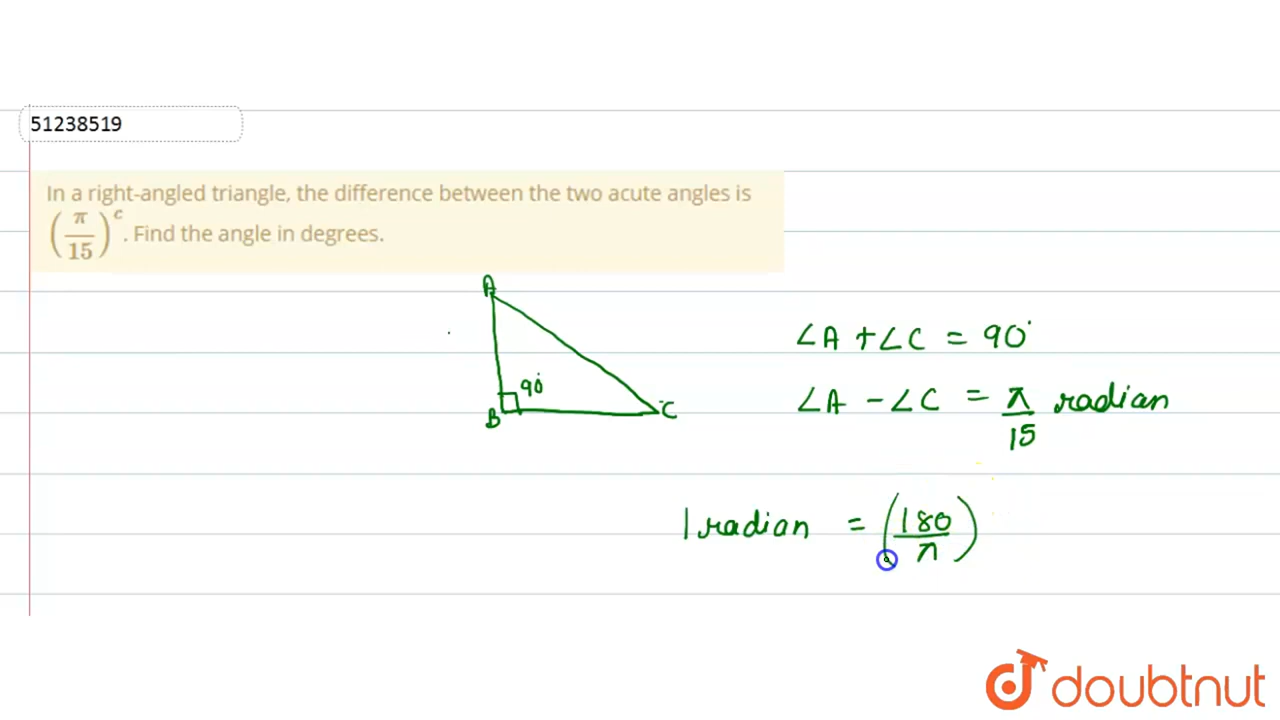 51238519
In a right-angled triangle, the difference between the two acute angles is
(π/15)^c. Find the angle in degrees.
A
∠A + ∠C = 90°
90°
∠A - ∠C = π/15 radian
B
C
1 radian = (180/π)
doubtnut